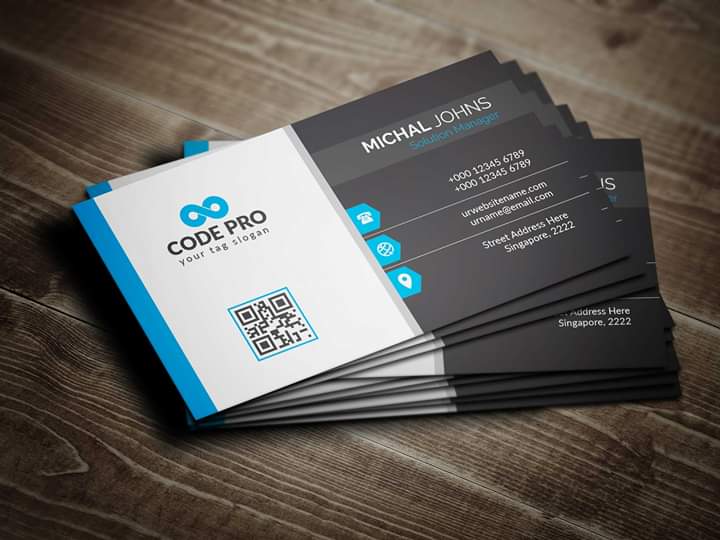 CODE PRO
your tag slogan
MICHAL JOHNS
Solution Manager
+000 12345 6789
+000 12345 6789
urwebsitename.com
urname@email.com
Street Address Here
Singapore, 2222
Address Here
Singapore, 2222